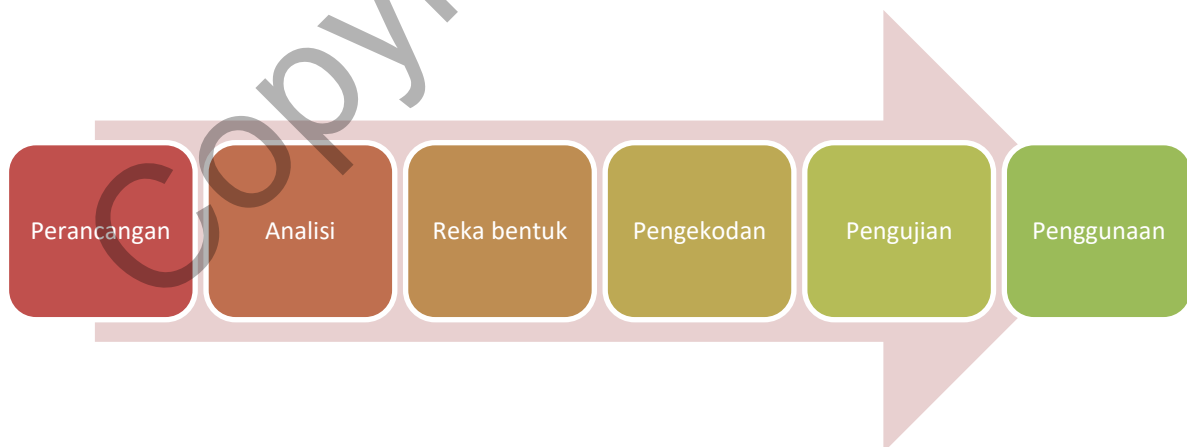 Perancangan
Analisi
Reka bentuk
Pengekodan
Pengujian
Penggunaan
Copy